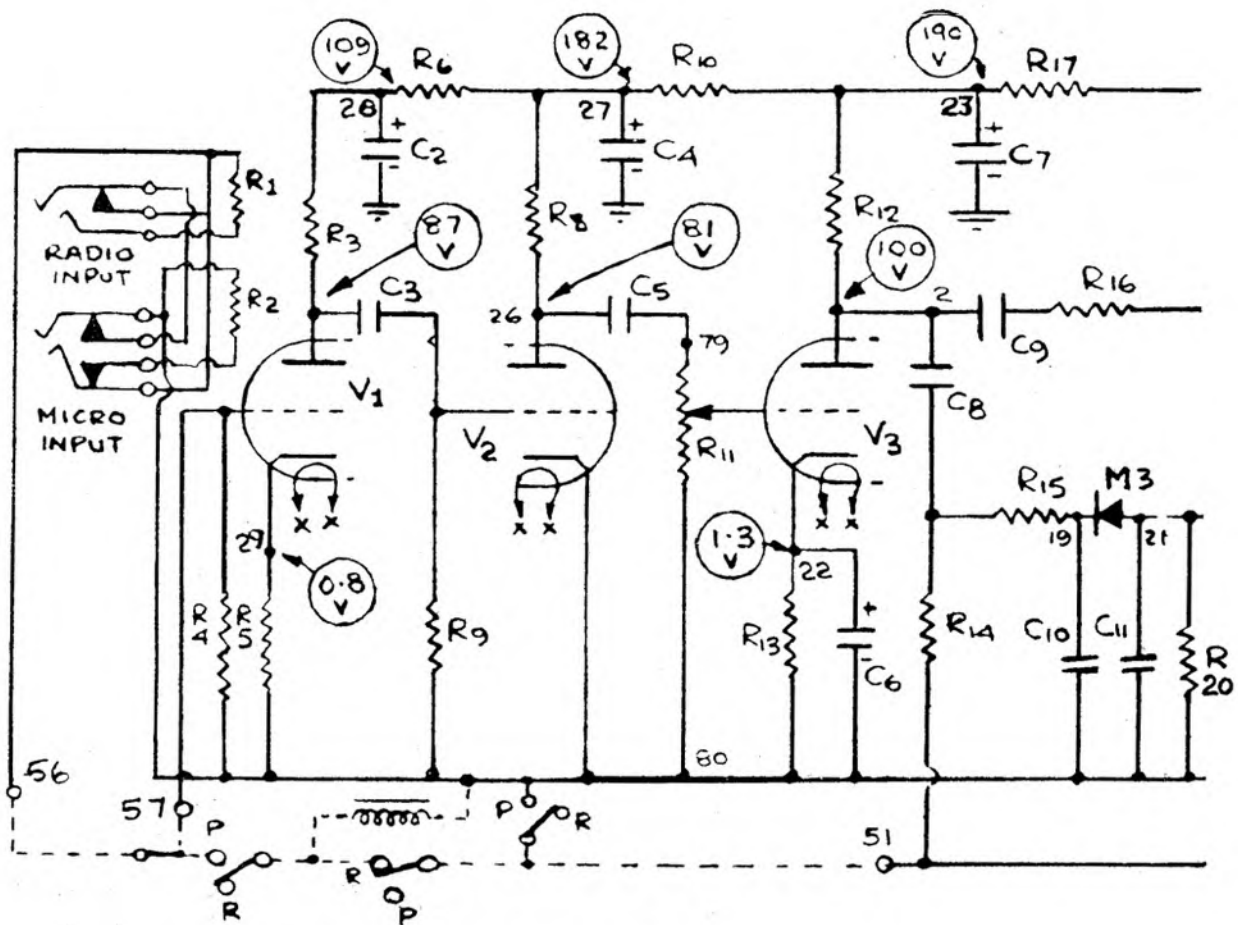 109 V
182 V
190 V
R6
R10
R17
28
27
23
C2
C4
C7
R1
R3
87 V
R8
81 V
R12
100 V
RADIO INPUT
R2
C3
26
C5
2
R16
79
C9
V1
C8
MICRO INPUT
V2
R11
V3
R15
M3
x x
x x
x x
19
21
29
1.3 V
22
0.8 V
R4
R5
R9
R13
R14
C10
C11
R 20
+
-
C6
56
80
57
P
P
R
51
R
R
P